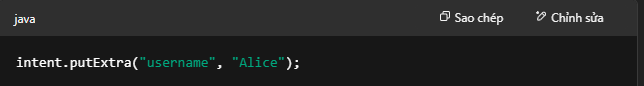 java Sao chép Chỉnh sửa
intent.putExtra("username", "Alice");